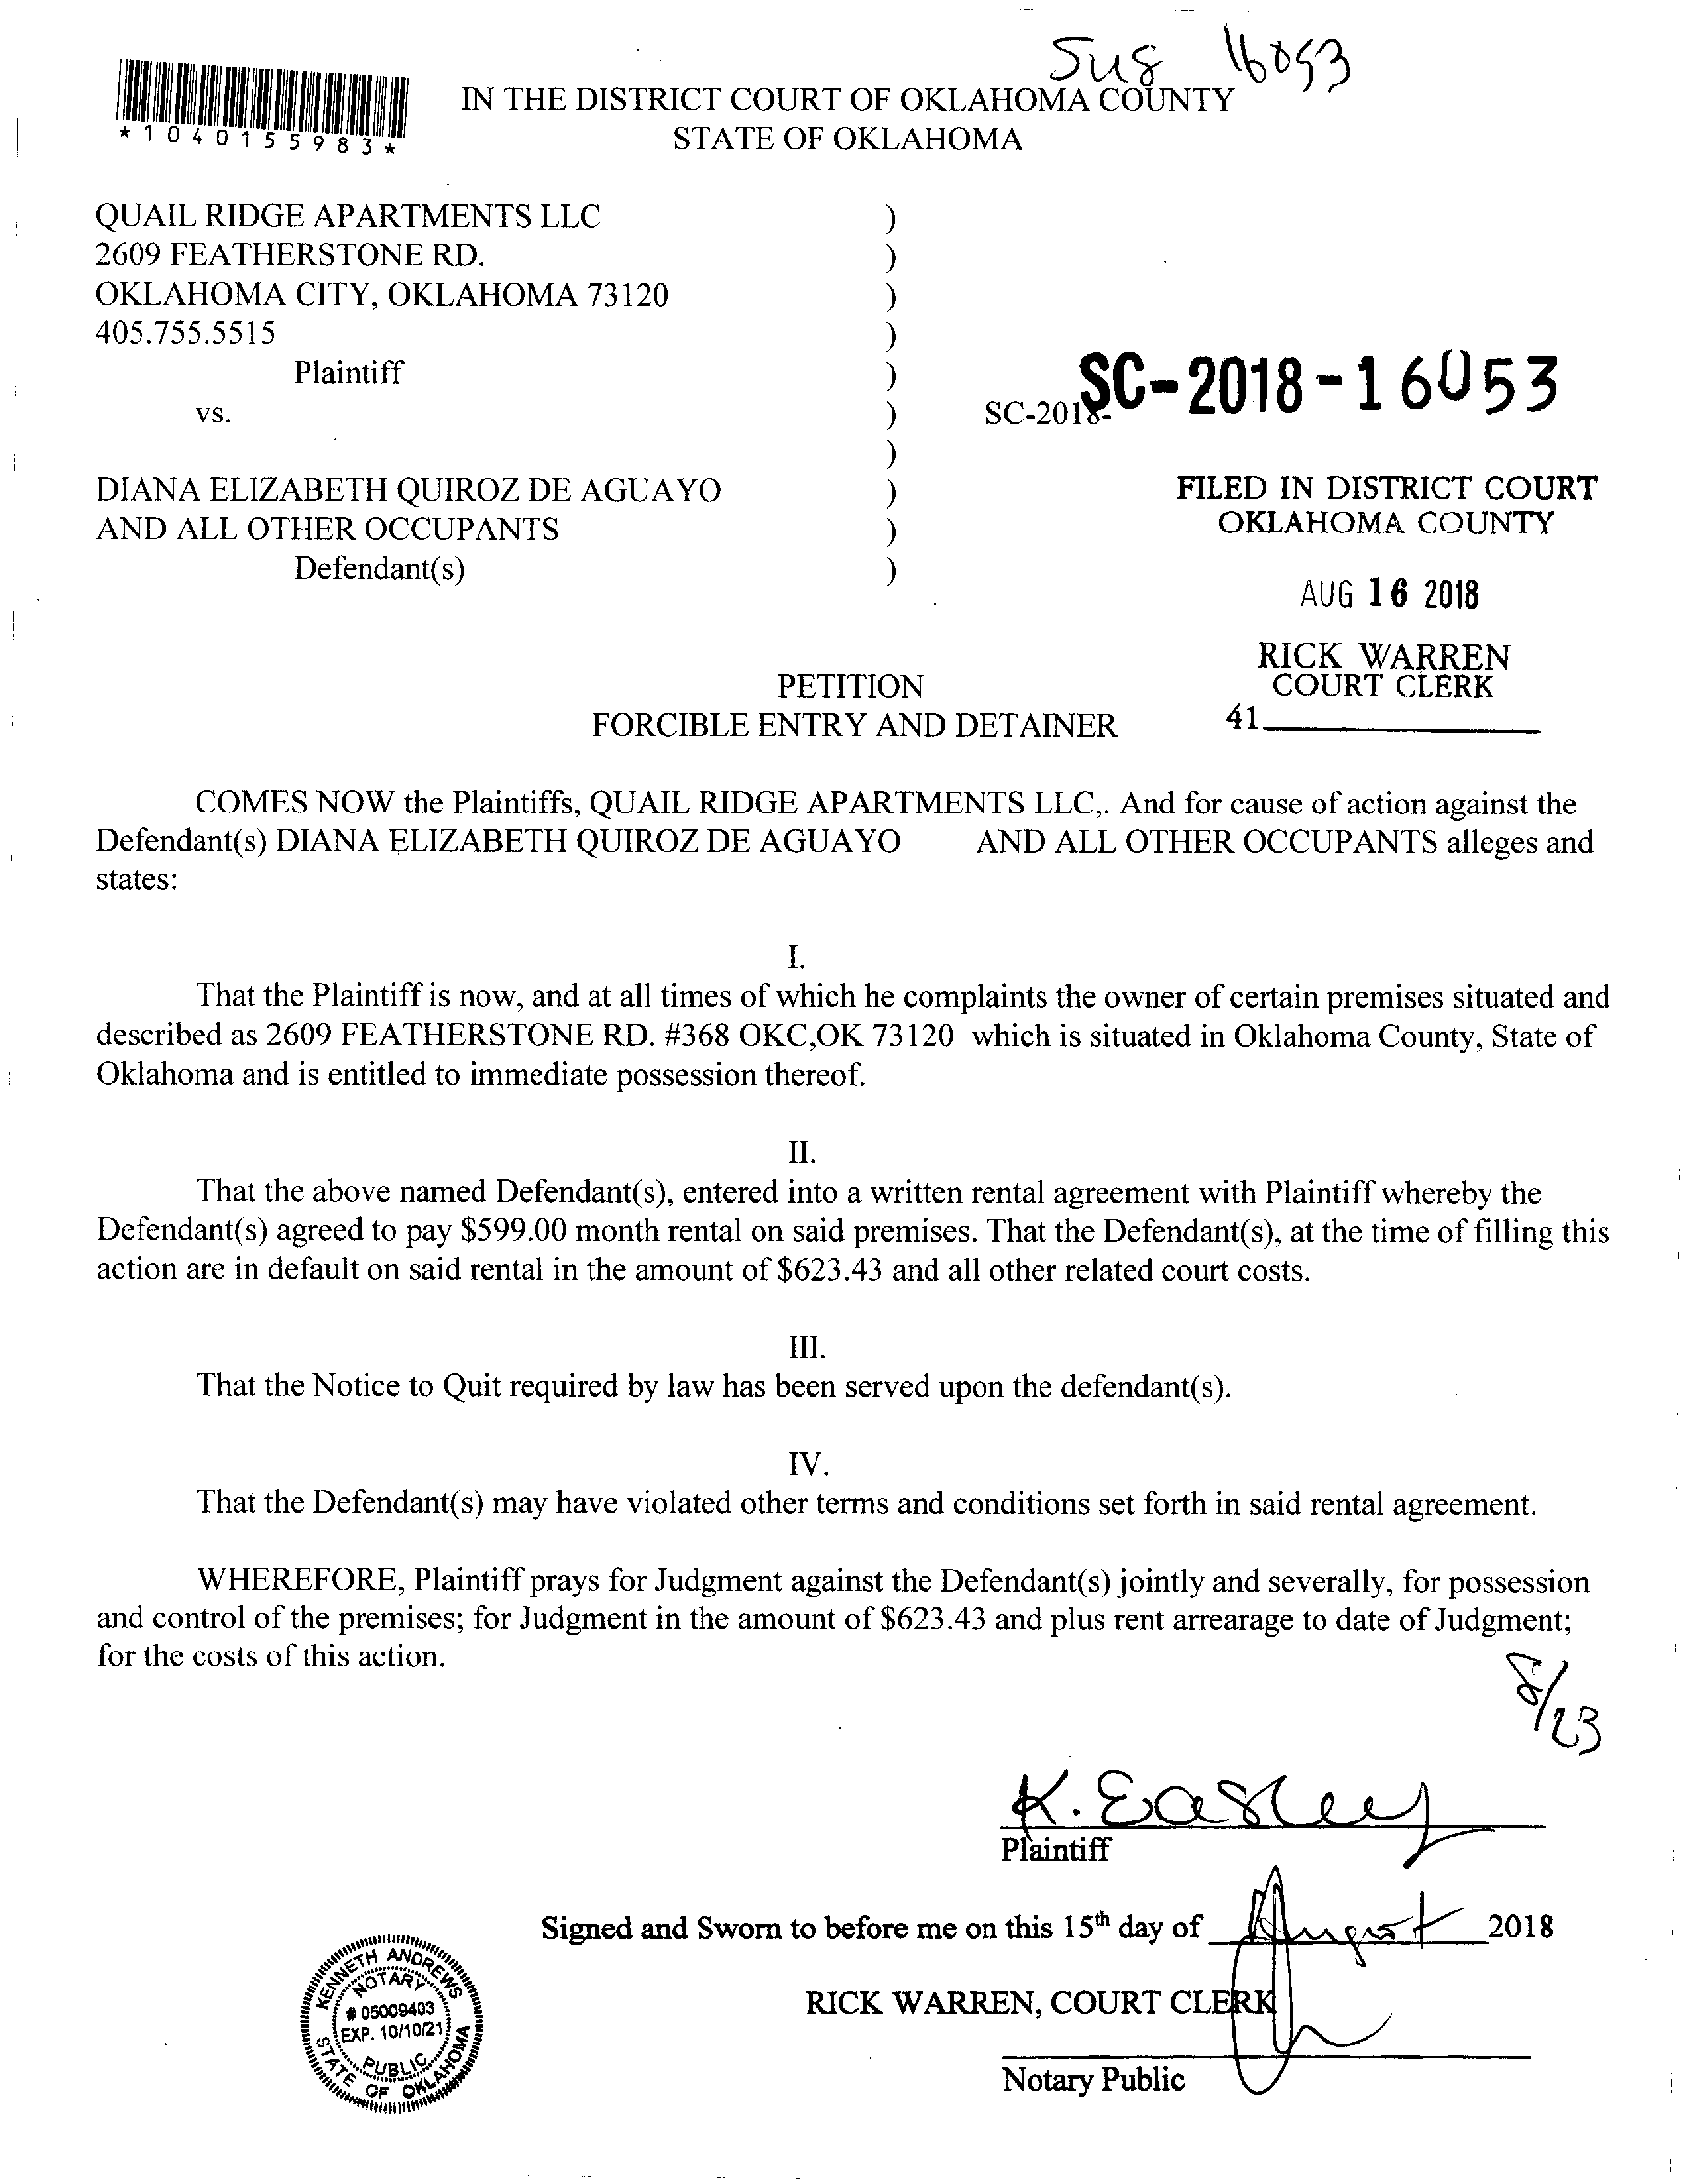 Sus 16053
*1040155983*
IN THE DISTRICT COURT OF OKLAHOMA COUNTY
STATE OF OKLAHOMA
QUAIL RIDGE APARTMENTS LLC )
2609 FEATHERSTONE RD. )
OKLAHOMA CITY, OKLAHOMA 73120 )
405.755.5515 )
Plaintiff )
vs. )
SC-2018-
SC-2018-16053
)
DIANA ELIZABETH QUIROZ DE AGUAYO )
AND ALL OTHER OCCUPANTS )
Defendant(s) )
FILED IN DISTRICT COURT
OKLAHOMA COUNTY
AUG 16 2018
RICK WARREN
COURT CLERK
41
PETITION
FORCIBLE ENTRY AND DETAINER
COMES NOW the Plaintiffs, QUAIL RIDGE APARTMENTS LLC,. And for cause of action against the
Defendant(s) DIANA ELIZABETH QUIROZ DE AGUAYO AND ALL OTHER OCCUPANTS alleges and
states:
I.
That the Plaintiff is now, and at all times of which he complaints the owner of certain premises situated and
described as 2609 FEATHERSTONE RD. #368 OKC,OK 73120 which is situated in Oklahoma County, State of
Oklahoma and is entitled to immediate possession thereof.
II.
That the above named Defendant(s), entered into a written rental agreement with Plaintiff whereby the
Defendant(s) agreed to pay $599.00 month rental on said premises. That the Defendant(s), at the time of filling this
action are in default on said rental in the amount of $623.43 and all other related court costs.
III.
That the Notice to Quit required by law has been served upon the defendant(s).
IV.
That the Defendant(s) may have violated other terms and conditions set forth in said rental agreement.
WHEREFORE, Plaintiff prays for Judgment against the Defendant(s) jointly and severally, for possession
and control of the premises; for Judgment in the amount of $623.43 and plus rent arrearage to date of Judgment;
for the costs of this action.
8/23
K. Easley
Plaintiff
Signed and Sworn to before me on this 15th day of August 2018
RICK WARREN, COURT CLERK
Notary Public
KENNETH ANDREWS
NOTARY
# 05009403
EXP. 10/10/21
PUBLIC
STATE OF OKLAHOMA